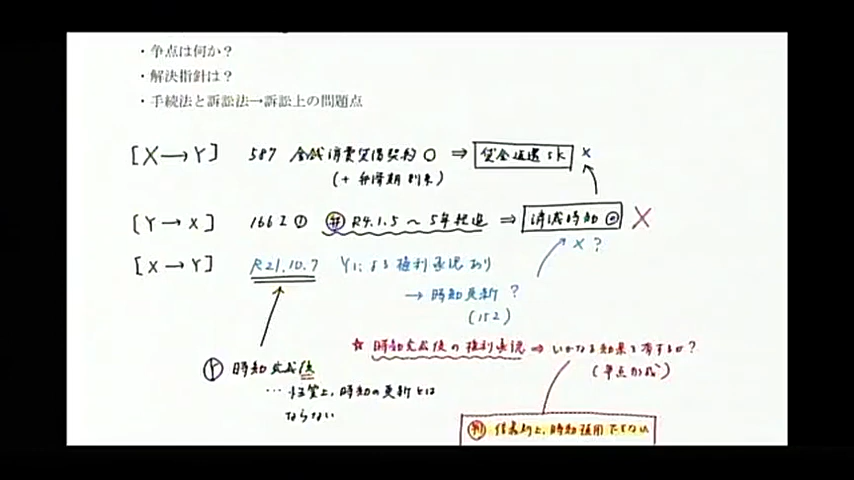 ・争点は何か？
・解決指針は？
・手続法と訴訟法→訴訟上の問題点
[X→Y] 587 金銭消費貸借契約 ○ ⇒ 貸金返還SK ×
(+ 弁済期到来)
[Y→X] 166Ⅰ① R4.1.5～5年 ⇒ 消滅時効 ◎ ×
× ?
[X→Y] R21.10.7 Y1:よる権利承認あり
→ 時効更新？
(152)
☆ 時効完成後の権利承認 ⇒ いかなる効果を有するか？
(争点形成)
時効完成後
… 性質上、時効の更新とは
ならない
判 信義則上、時効援用できない